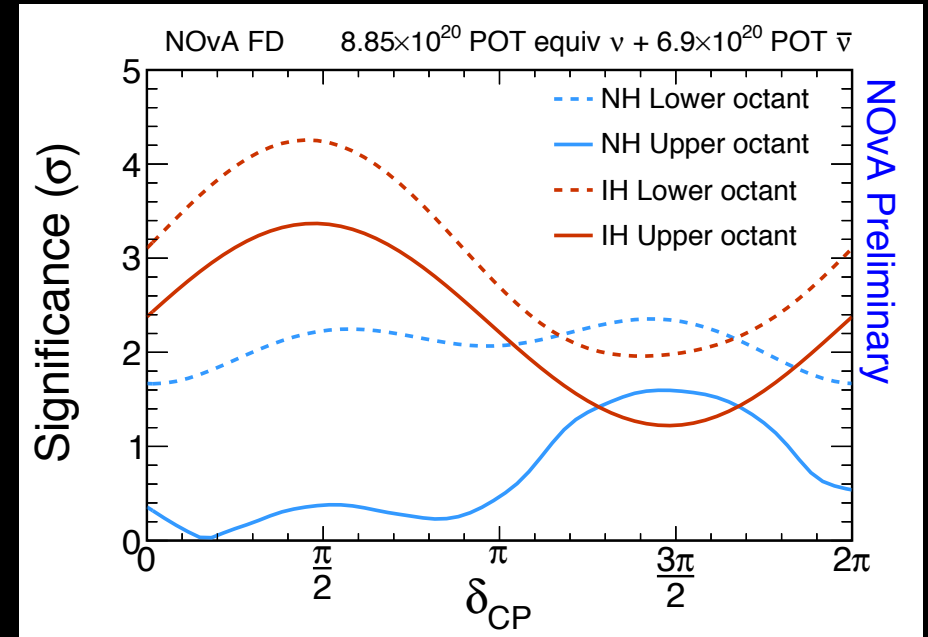 NOvA FD 8.85×10²⁰ POT equiv ν + 6.9×10²⁰ POT ν̅
5
4
3
2
1
0
Significance (σ)
NH Lower octant
NH Upper octant
IH Lower octant
IH Upper octant
NOvA Preliminary
0 π/2 π 3π/2 2π
δCP